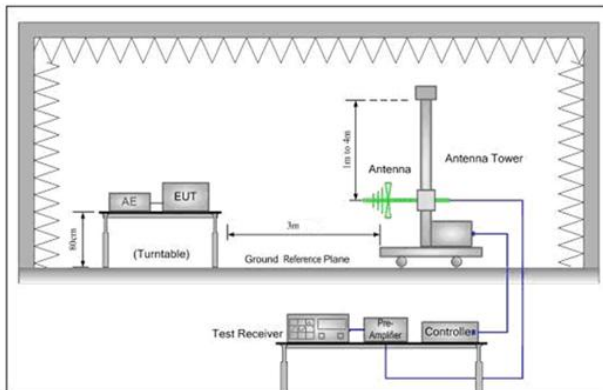 1m to 4m
Antenna
Antenna Tower
AE
EUT
80cm
(Turntable)
3m
Ground Reference Plane
Test Receiver
Pre-
Amplifier
Controller